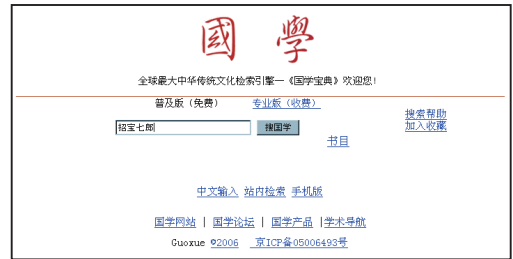 國學
全球最大中华传统文化检索引擎—《国学宝典》欢迎您!
普及版（免费） 专业版（收费）
招宝七郎 搜国学
书目
搜索帮助
加入收藏
中文输入 站内检索 手机版
国学网站 | 国学论坛 | 国学产品 |学术导航
Guoxue ©2006 京ICP备05006493号